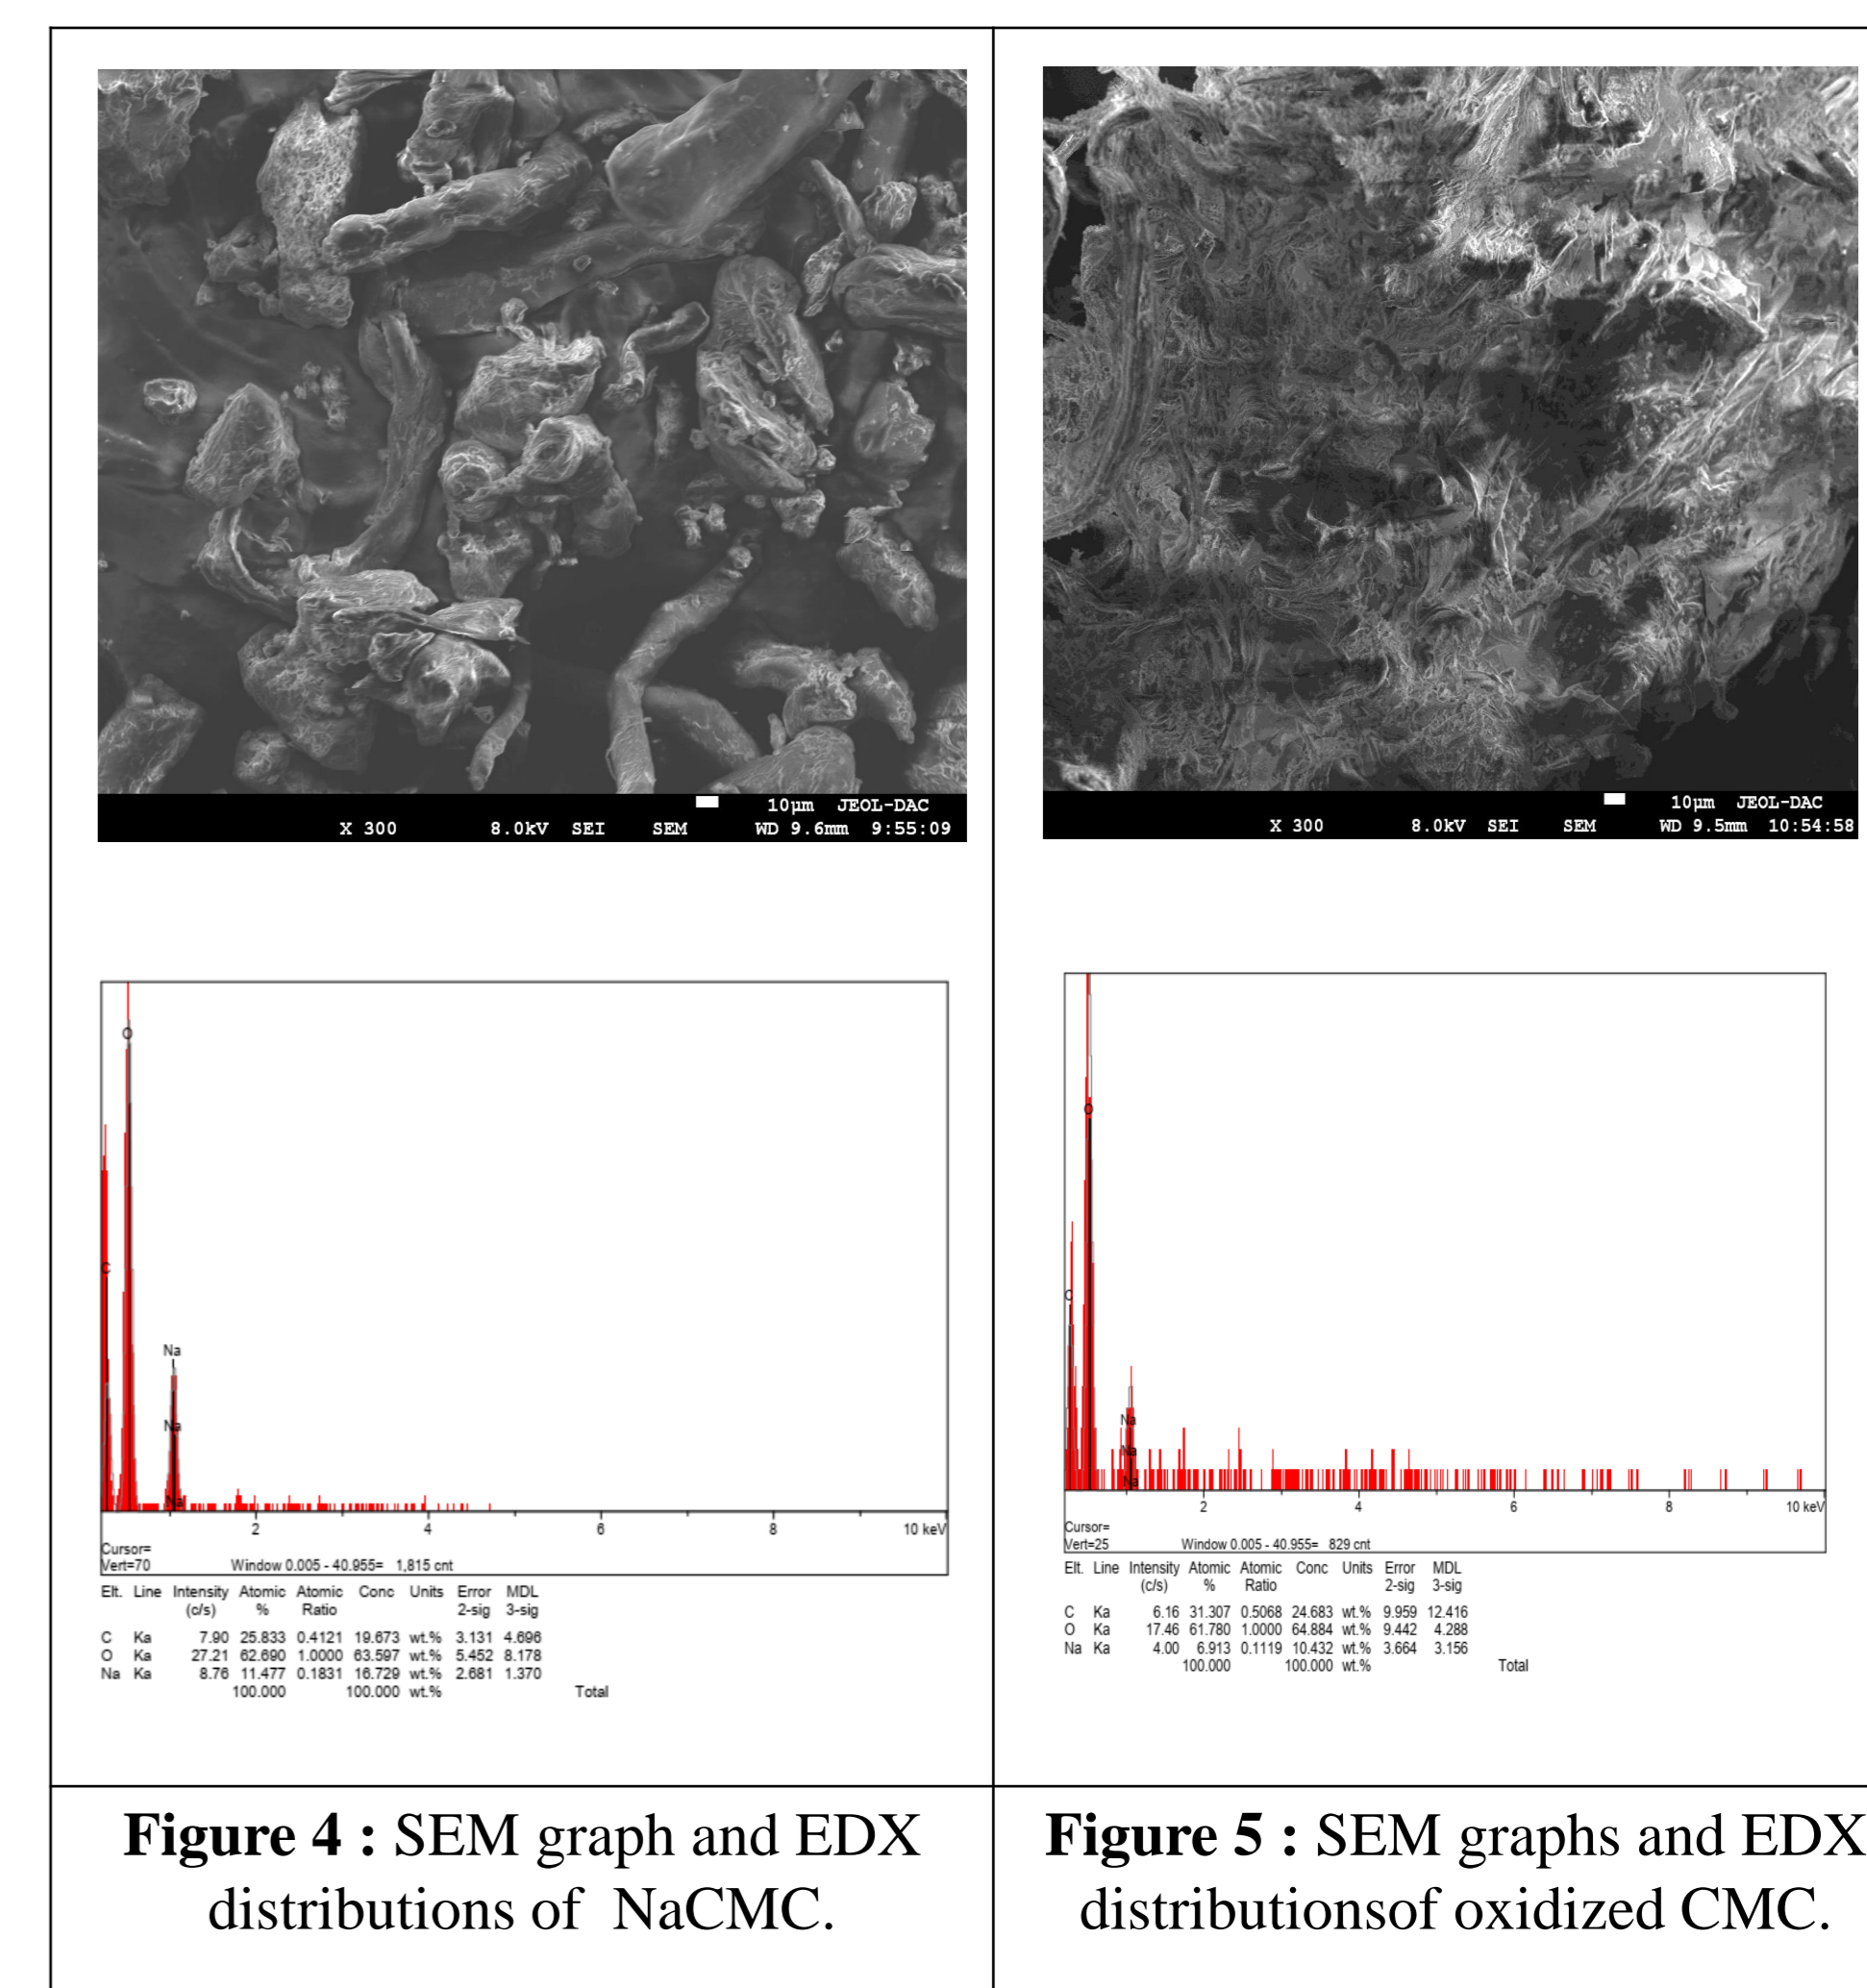 10µm JEOL-DAC
X 300 8.0kV SEI SEM WD 9.6mm 9:55:09
O
C
Na
Na
Na
2 4 6 8 10 keV
Cursor=
Vert=70 Window 0.005 - 40.955= 1,815 cnt
Elt. Line Intensity Atomic Atomic Conc Units Error MDL
(c/s) % Ratio 2-sig 3-sig
C Ka 7.90 25.833 0.4121 19.673 wt.% 3.131 4.696
O Ka 27.21 62.690 1.0000 63.597 wt.% 5.452 8.178
Na Ka 8.76 11.477 0.1831 16.729 wt.% 2.681 1.370
100.000 100.000 wt.% Total
Figure 4 : SEM graph and EDX
distributions of NaCMC.
10µm JEOL-DAC
X 300 8.0kV SEI SEM WD 9.5mm 10:54:58
O
C
Na
Na
Na
2 4 6 8 10 keV
Cursor=
Vert=25 Window 0.005 - 40.955= 829 cnt
Elt. Line Intensity Atomic Atomic Conc Units Error MDL
(c/s) % Ratio 2-sig 3-sig
C Ka 6.16 31.307 0.5068 24.683 wt.% 9.959 12.416
O Ka 17.46 61.780 1.0000 64.884 wt.% 9.442 4.288
Na Ka 4.00 6.913 0.1119 10.432 wt.% 3.664 3.156
100.000 100.000 wt.% Total
Figure 5 : SEM graphs and EDX
distributionsof oxidized CMC.